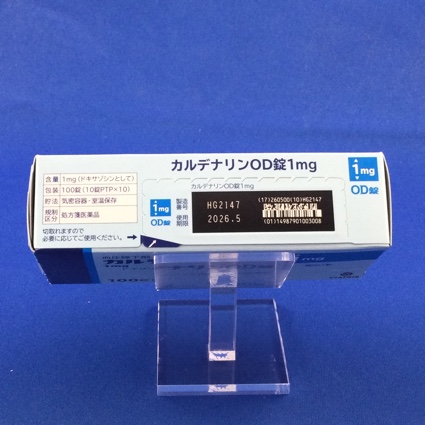 カルデナリンOD錠1mg
含量 1mg(ドキサゾシンとして)
包装 100錠(10錠PTP×10)
貯法 気密容器・室温保存
規制区分 処方箋医薬品
切取れますので
必要に応じてご使用ください。
カルデナリンOD錠1mg
1mg
OD錠
製造番号 HG2147
使用期限 2026.5
(17)260500(10)HG2147
(01)14987901003008
1mg
OD錠